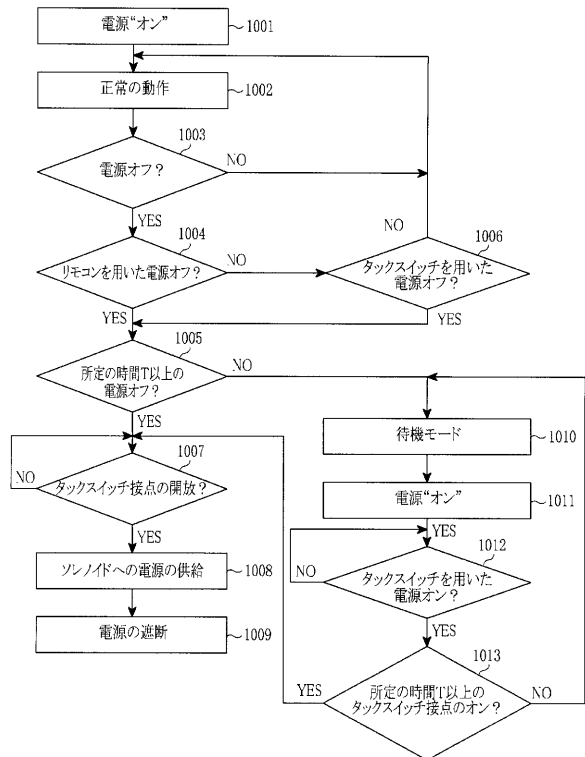 電源“オン”
1001
正常の動作
1002
1003
電源オフ？
NO
YES
1004
リモコンを用いた電源オフ？
NO
NO
1006
タックスイッチを用いた
電源オフ？
YES
YES
1005
所定の時間T以上の
電源オフ？
NO
YES
1007
タックスイッチ接点の開放？
NO
YES
ソンノイドへの電源の供給
1008
電源の遮断
1009
待機モード
1010
電源“オン”
1011
YES
1012
タックスイッチを用いた
電源オン？
NO
YES
1013
所定の時間T以上の
タックスイッチ接点のオン？
YES
NO